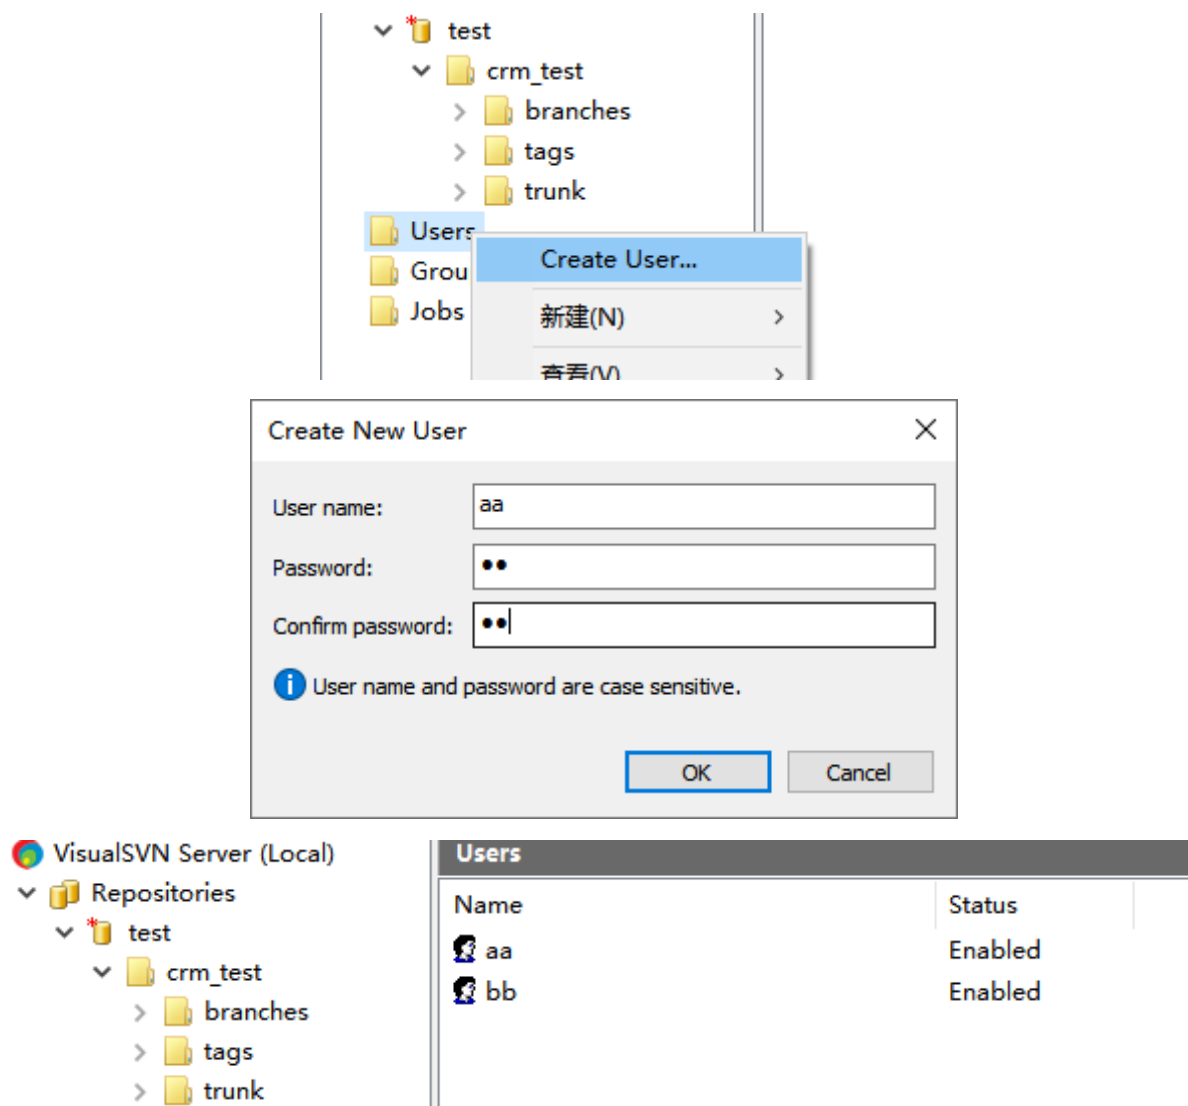 test
crm_test
branches
tags
trunk
Users
Create User...
Grou
Jobs
新建(N)
查看(V)
Create New User
User name:
aa
Password:
••
Confirm password:
••
User name and password are case sensitive.
OK
Cancel
VisualSVN Server (Local)
Users
Repositories
Name
Status
test
aa
Enabled
crm_test
bb
Enabled
branches
tags
trunk